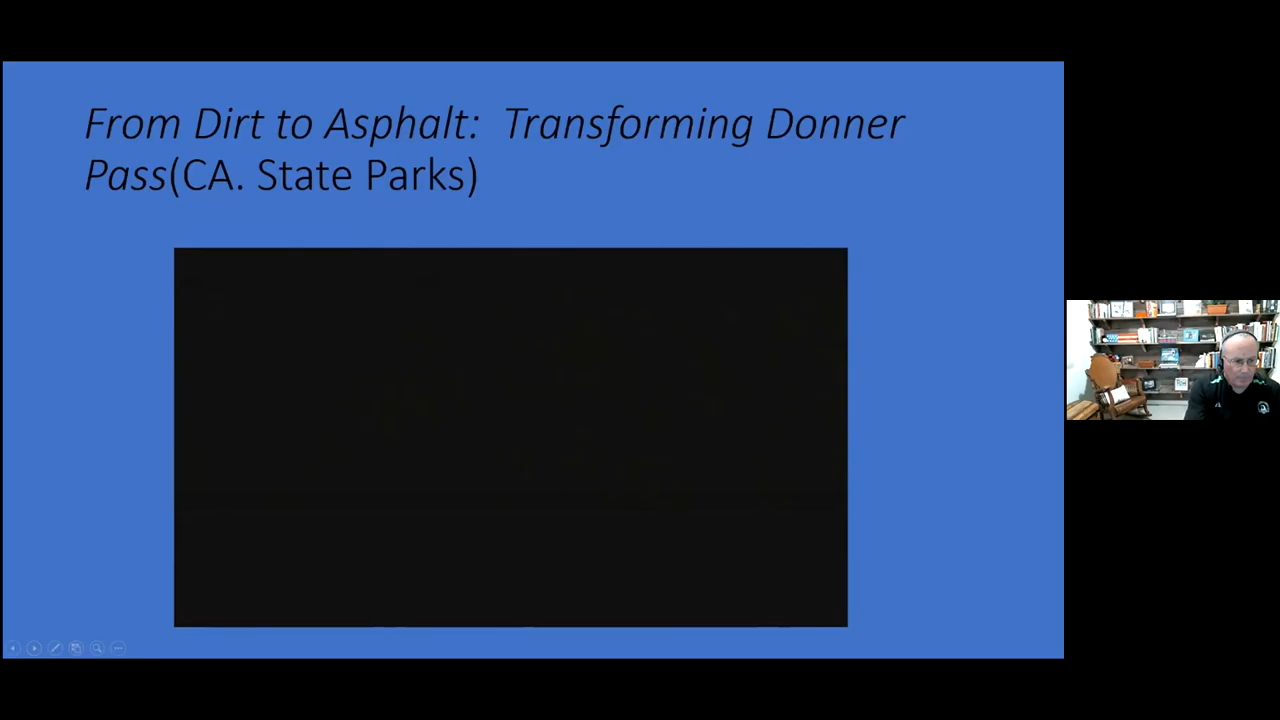 From Dirt to Asphalt:  Transforming Donner
Pass(CA. State Parks)